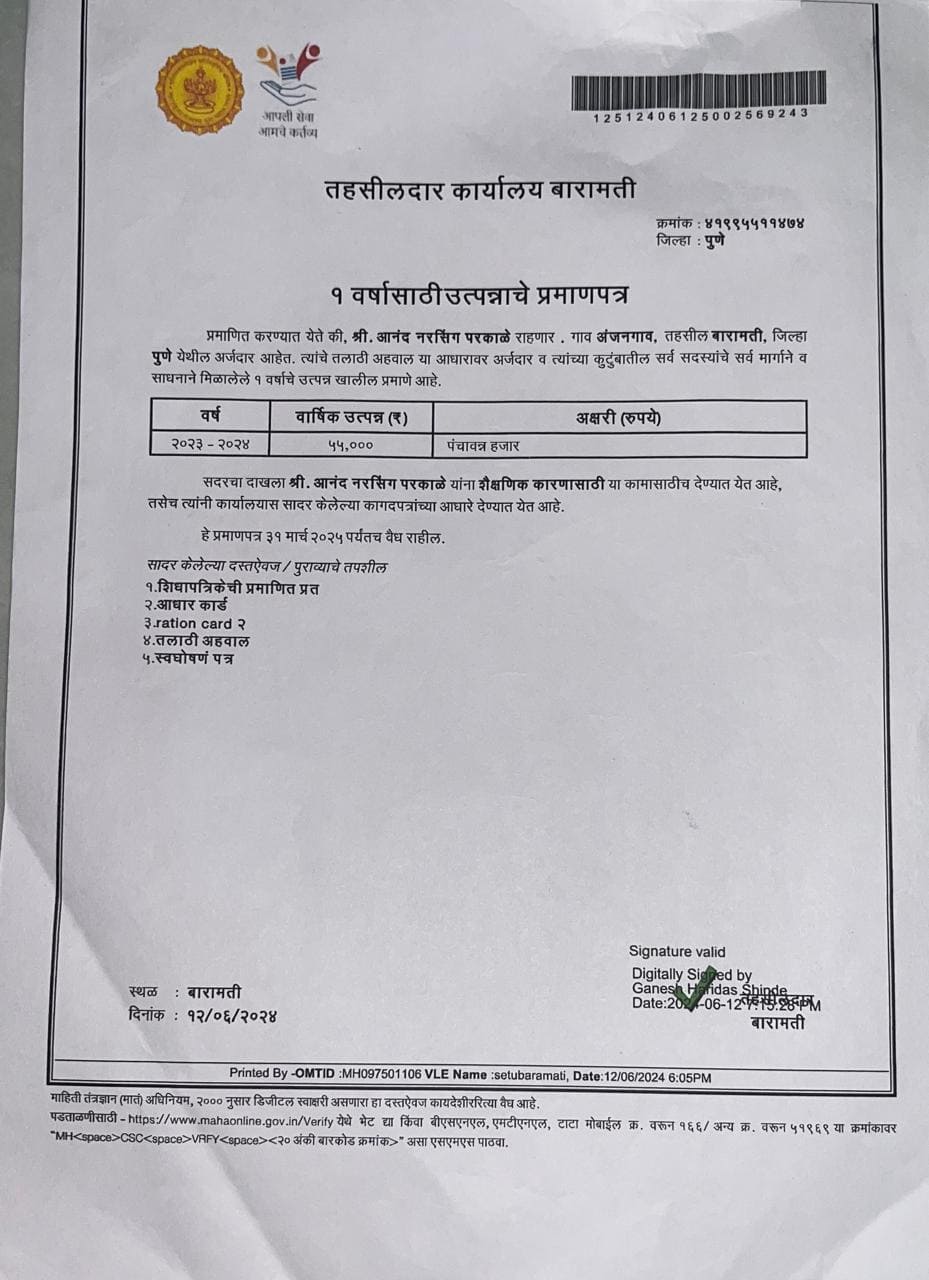 आपली सेवा
आमचे कर्तव्य
12512406125002569243
तहसीलदार कार्यालय बारामती
क्रमांक : ४१९९५५११४७४
जिल्हा : पुणे
१ वर्षासाठी उत्पन्नाचे प्रमाणपत्र
प्रमाणित करण्यात येते की, श्री. आनंद नरसिंग परकाळे राहणार . गाव अंजनगाव, तहसील बारामती, जिल्हा
पुणे येथील अर्जदार आहेत. त्यांचे तलाठी अहवाल या आधारावर अर्जदार व त्यांच्या कुटुंबातील सर्व सदस्यांचे सर्व मार्गाने व
साधनाने मिळालेले १ वर्षाचे उत्पन्न खालील प्रमाणे आहे.
वर्ष वार्षिक उत्पन्न (₹) अक्षरी (रुपये)
२०२३ - २०२४ ५५,००० पंचावन्न हजार
सदरचा दाखला श्री. आनंद नरसिंग परकाळे यांना शैक्षणिक कारणासाठी या कामासाठीच देण्यात येत आहे,
तसेच त्यांनी कार्यालयास सादर केलेल्या कागदपत्रांच्या आधारे देण्यात येत आहे.
हे प्रमाणपत्र ३१ मार्च २०२५ पर्यंतच वैध राहील.
सादर केलेल्या दस्तऐवज / पुराव्याचे तपशील
१.शिधापत्रिकेची प्रमाणित प्रत
२.आधार कार्ड
३.ration card २
४.तलाठी अहवाल
५.स्वघोषणं पत्र
Signature valid
Digitally Signed by
Ganesh Haridas Shinde
Date:2024-06-12 7:15:28 PM
तहसीलदार
बारामती
स्थळ : बारामती
दिनांक : १२/०६/२०२४
Printed By -OMTID :MH097501106 VLE Name :setubaramati, Date:12/06/2024 6:05PM
माहिती तंत्रज्ञान (मातं) अधिनियम, २००० नुसार डिजीटल स्वाक्षरी असणारा हा दस्तऐवज कायदेशीररित्या वैध आहे.
पडताळणीसाठी - https://www.mahaonline.gov.in/Verify येथे भेट द्या किंवा बीएसएनएल, एमटीएनएल, टाटा मोबाईल क्र. वरून १६६/ अन्य क्र. वरून ५१९६९ या क्रमांकावर
"MH<space>CSC<space>VRFY<space><२० अंकी बारकोड क्रमांक>" असा एसएमएस पाठवा.